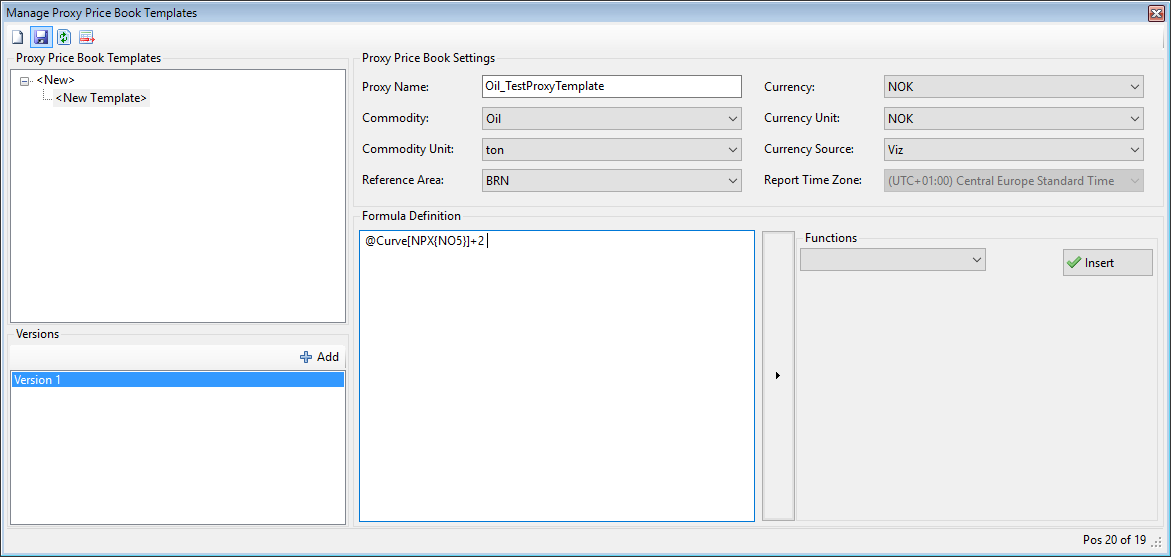 Manage Proxy Price Book Templates
Proxy Price Book Templates
<New>
<New Template>
Versions
Add
Version 1
Proxy Price Book Settings
Proxy Name: Oil_TestProxyTemplate Currency: NOK
Commodity: Oil Currency Unit: NOK
Commodity Unit: ton Currency Source: Viz
Reference Area: BRN Report Time Zone: (UTC+01:00) Central Europe Standard Time
Formula Definition
@Curve[NPX{NO5}]+2
Functions
Insert
Pos 20 of 19